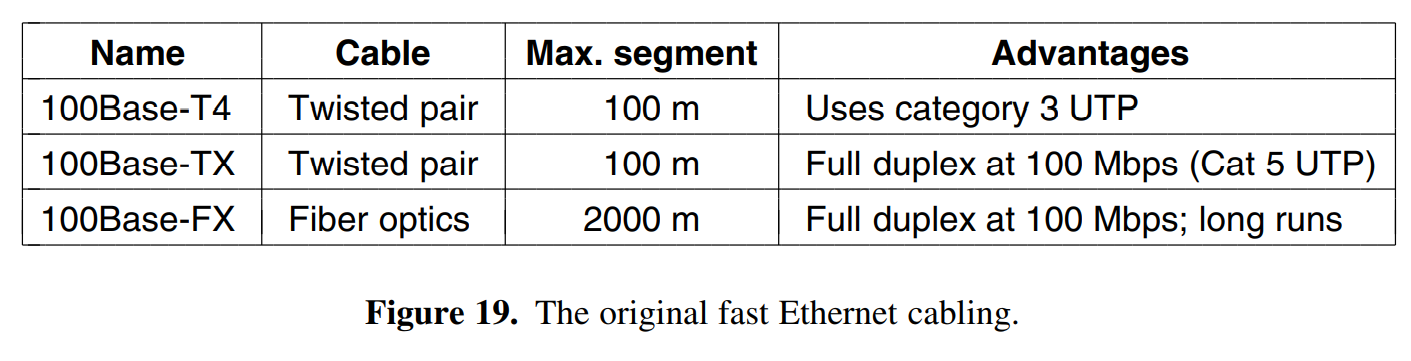 Name Cable Max. segment Advantages
100Base-T4 Twisted pair 100 m Uses category 3 UTP
100Base-TX Twisted pair 100 m Full duplex at 100 Mbps (Cat 5 UTP)
100Base-FX Fiber optics 2000 m Full duplex at 100 Mbps; long runs
Figure 19. The original fast Ethernet cabling.